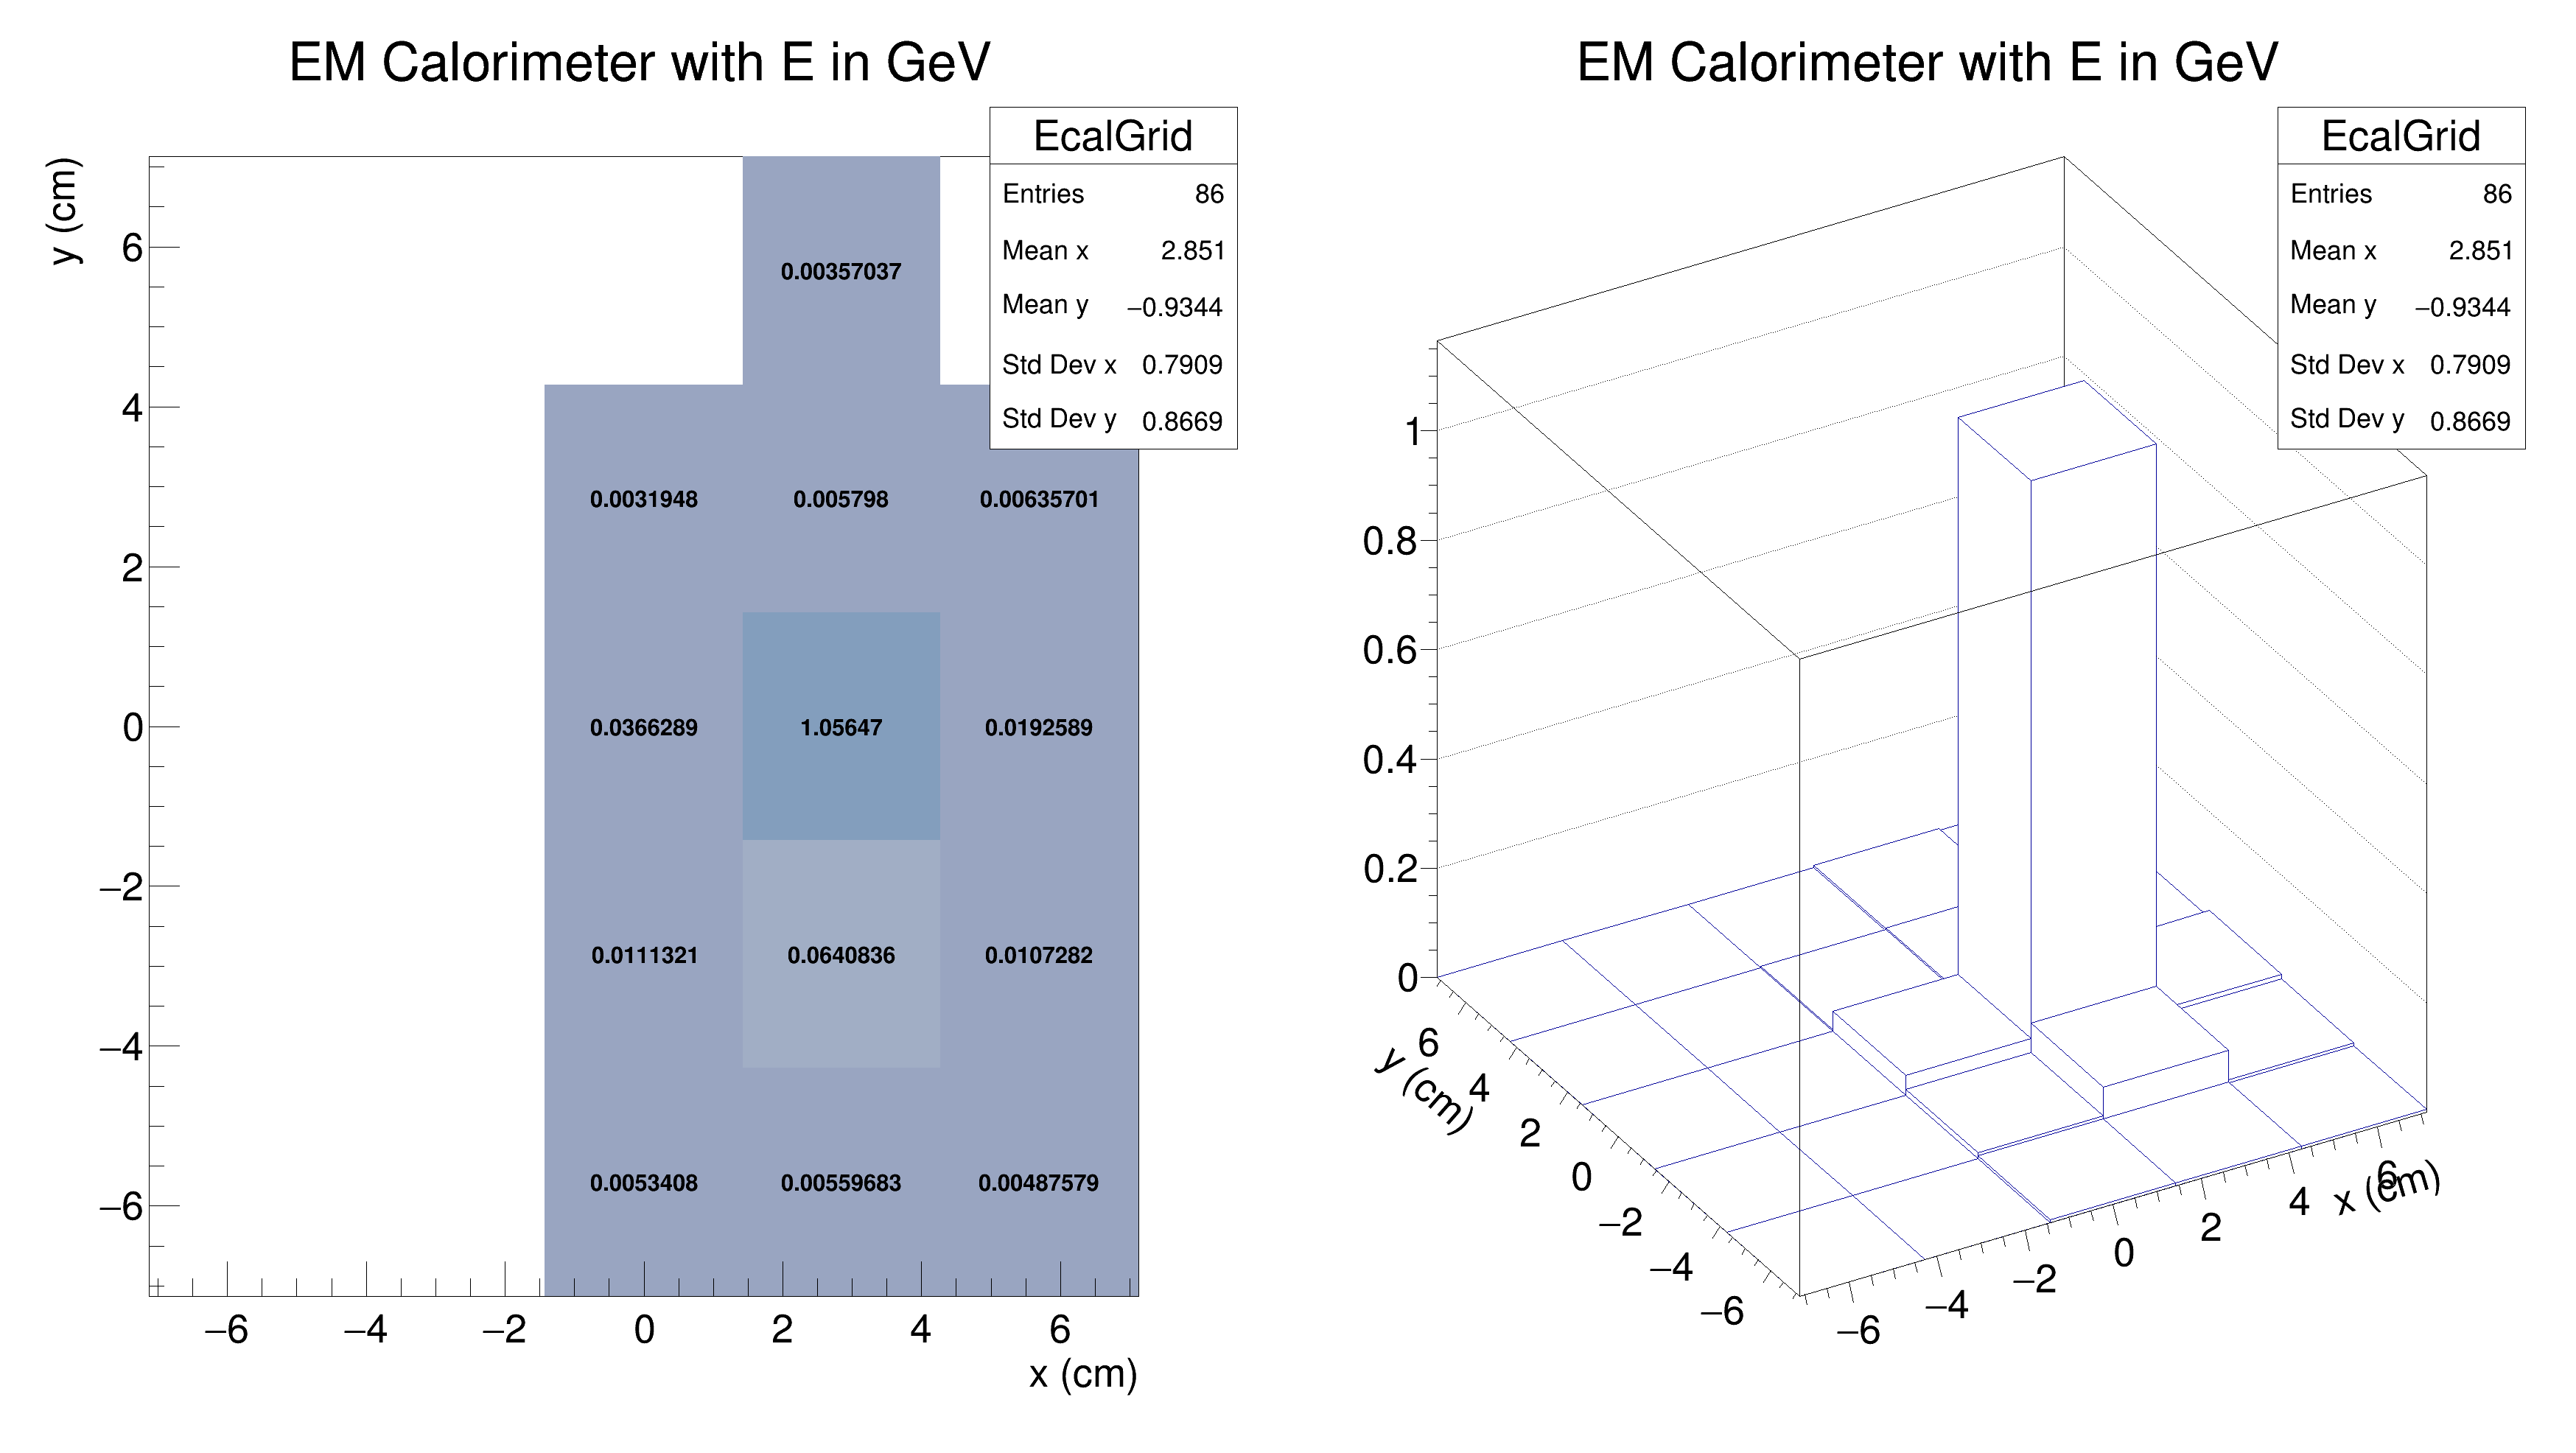 EM Calorimeter with E in GeV
EcalGrid
Entries 86
Mean x 2.851
Mean y −0.9344
Std Dev x 0.7909
Std Dev y 0.8669
y (cm)
6
4
2
0
−2
−4
−6
0.00357037
0.0031948 0.005798 0.00635701
0.0366289 1.05647 0.0192589
0.0111321 0.0640836 0.0107282
0.0053408 0.00559683 0.00487579
−6 −4 −2 0 2 4 6
x (cm)
EM Calorimeter with E in GeV
EcalGrid
Entries 86
Mean x 2.851
Mean y −0.9344
Std Dev x 0.7909
Std Dev y 0.8669
1
0.8
0.6
0.4
0.2
0
y (cm)
6
4
2
0
−2
−4
−6
−6
−4
−2
0
2
4
6
x (cm)